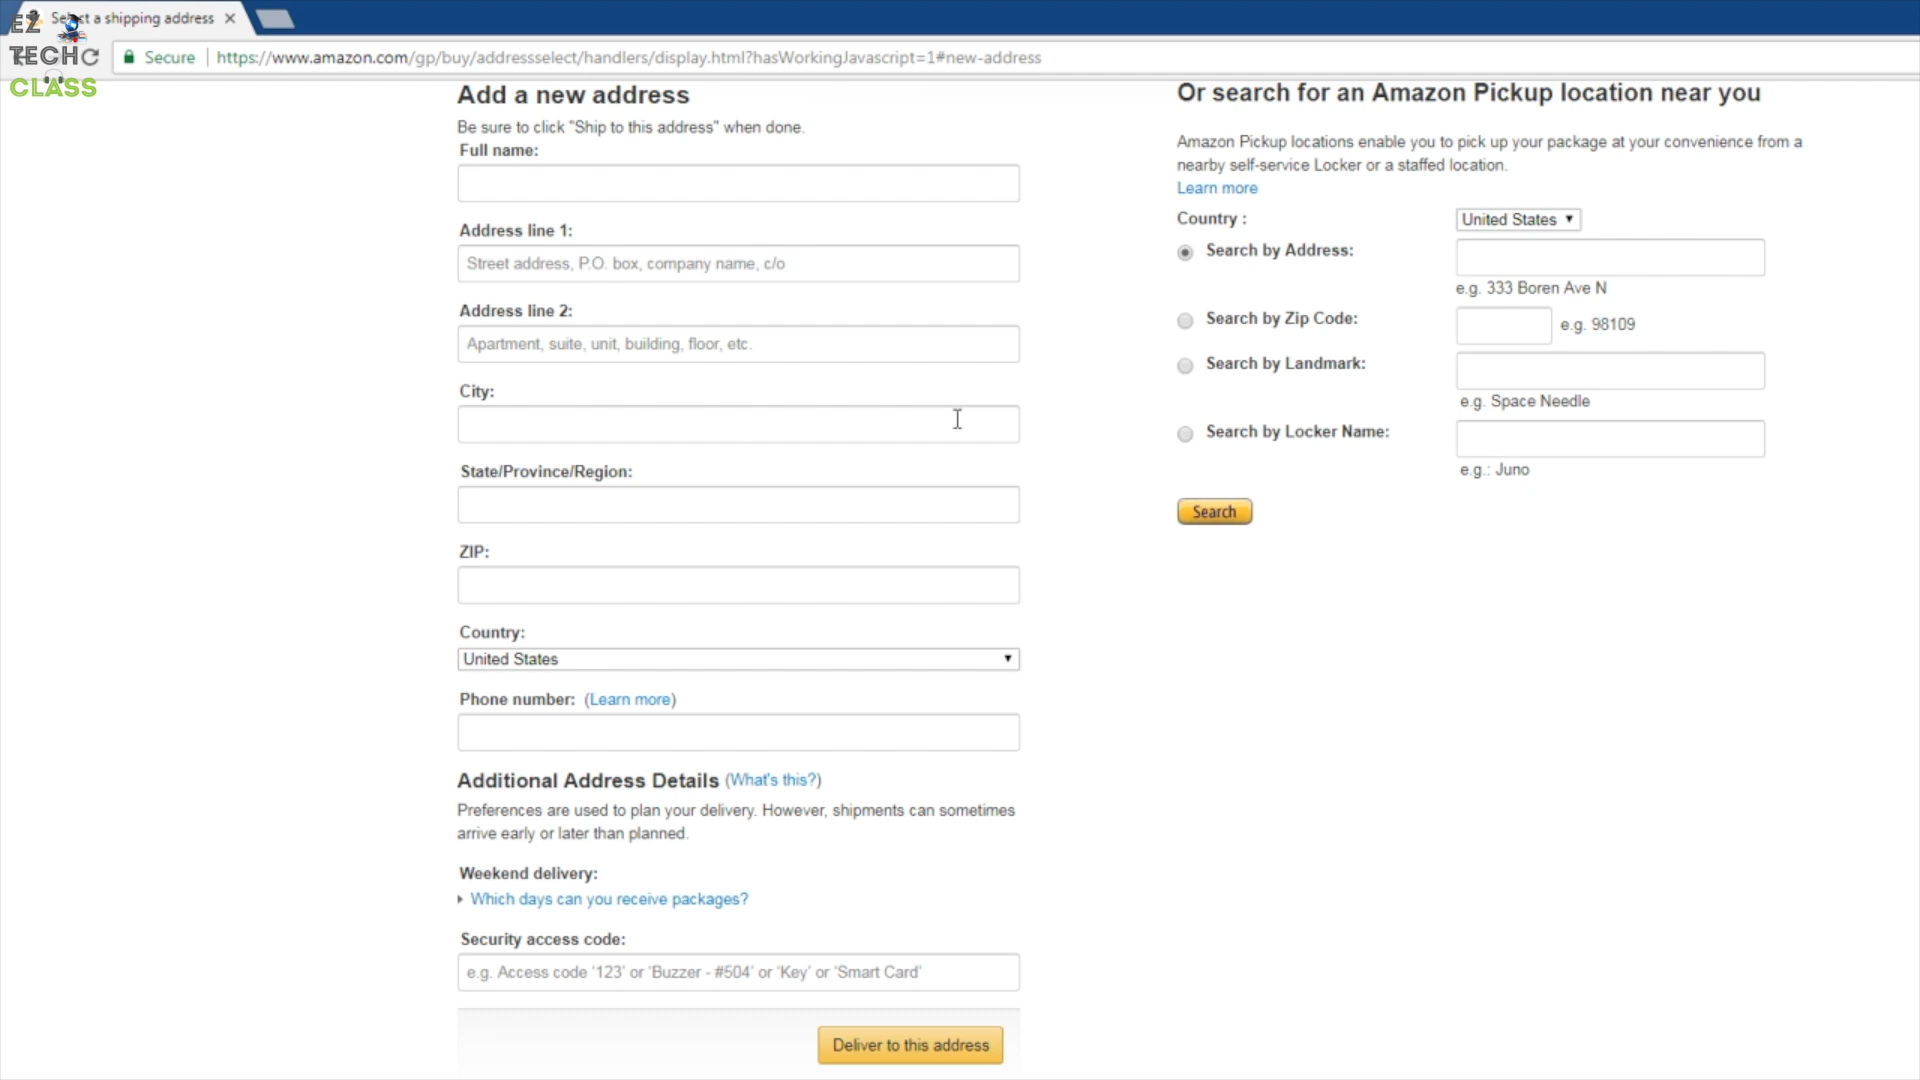 Select a shipping address
EZ
TECH
CLASS
Secure
https://www.amazon.com/gp/buy/addressselect/handlers/display.html?hasWorkingJavascript=1#new-address
Add a new address
Be sure to click "Ship to this address" when done.
Full name:
Address line 1:
Street address, P.O. box, company name, c/o
Address line 2:
Apartment, suite, unit, building, floor, etc.
City:
State/Province/Region:
ZIP:
Country:
United States
Phone number: (Learn more)
Additional Address Details (What's this?)
Preferences are used to plan your delivery. However, shipments can sometimes
arrive early or later than planned.
Weekend delivery:
Which days can you receive packages?
Security access code:
e.g. Access code '123' or 'Buzzer - #504' or 'Key' or 'Smart Card'
Deliver to this address
Or search for an Amazon Pickup location near you
Amazon Pickup locations enable you to pick up your package at your convenience from a
nearby self-service Locker or a staffed location.
Learn more
Country : United States
Search by Address:
e.g. 333 Boren Ave N
Search by Zip Code: e.g. 98109
Search by Landmark:
e.g. Space Needle
Search by Locker Name:
e.g.: Juno
Search